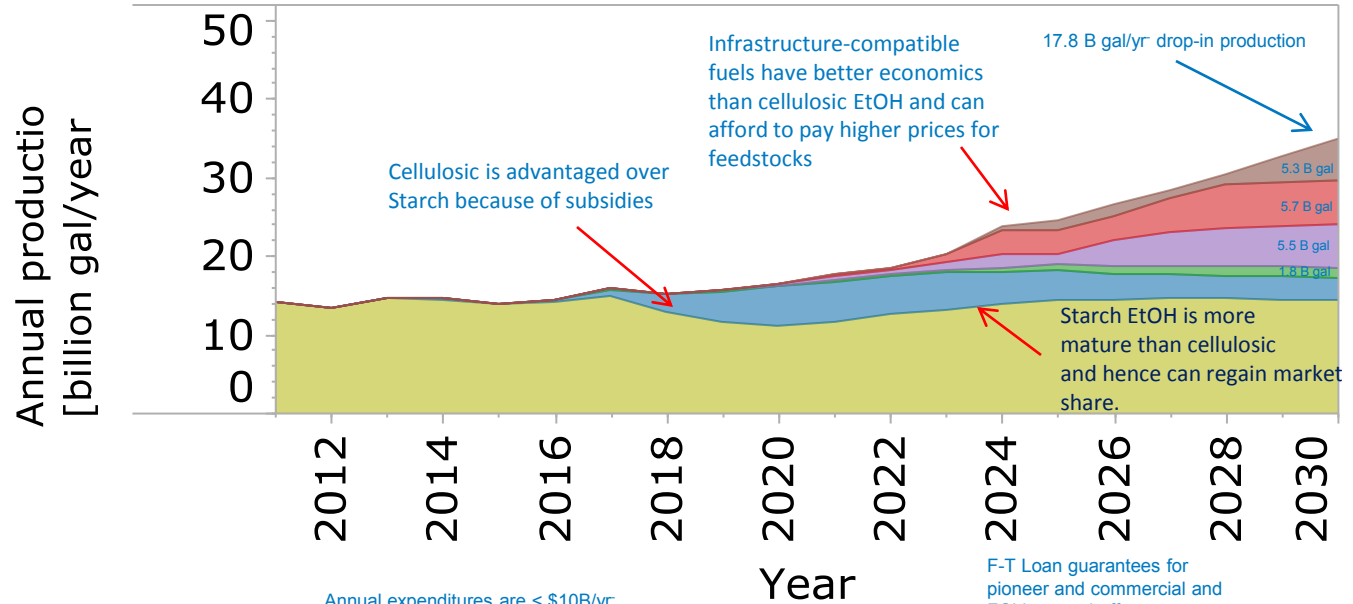 50
40
30
20
10
0
Annual productio
[billion gal/year
Infrastructure-compatible
fuels have better economics
than cellulosic EtOH and can
afford to pay higher prices for
feedstocks
17.8 B gal/yr drop-in production
Cellulosic is advantaged over
Starch because of subsidies
5.3 B gal
5.7 B gal
5.5 B gal
1.8 B gal
Starch EtOH is more
mature than cellulosic
and hence can regain market
share.
2012
2014
2016
2018
2020
2022
2024
2026
2028
2030
Year
Annual expenditures are < $10B/yr
F-T Loan guarantees for
pioneer and commercial and